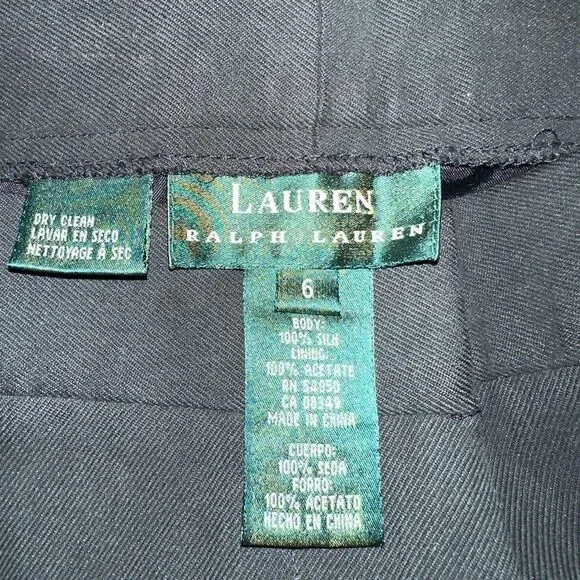 DRY CLEAN
LAVAR EN SECO
NETTOYAGE À SEC
LAUREN
RALPH LAUREN
6
BODY:
100% SILK
LINING:
100% ACETATE
RN 54050
CA 08349
MADE IN CHINA
CUERPO:
100% SEDA
FORRO:
100% ACETATO
HECHO EN CHINA